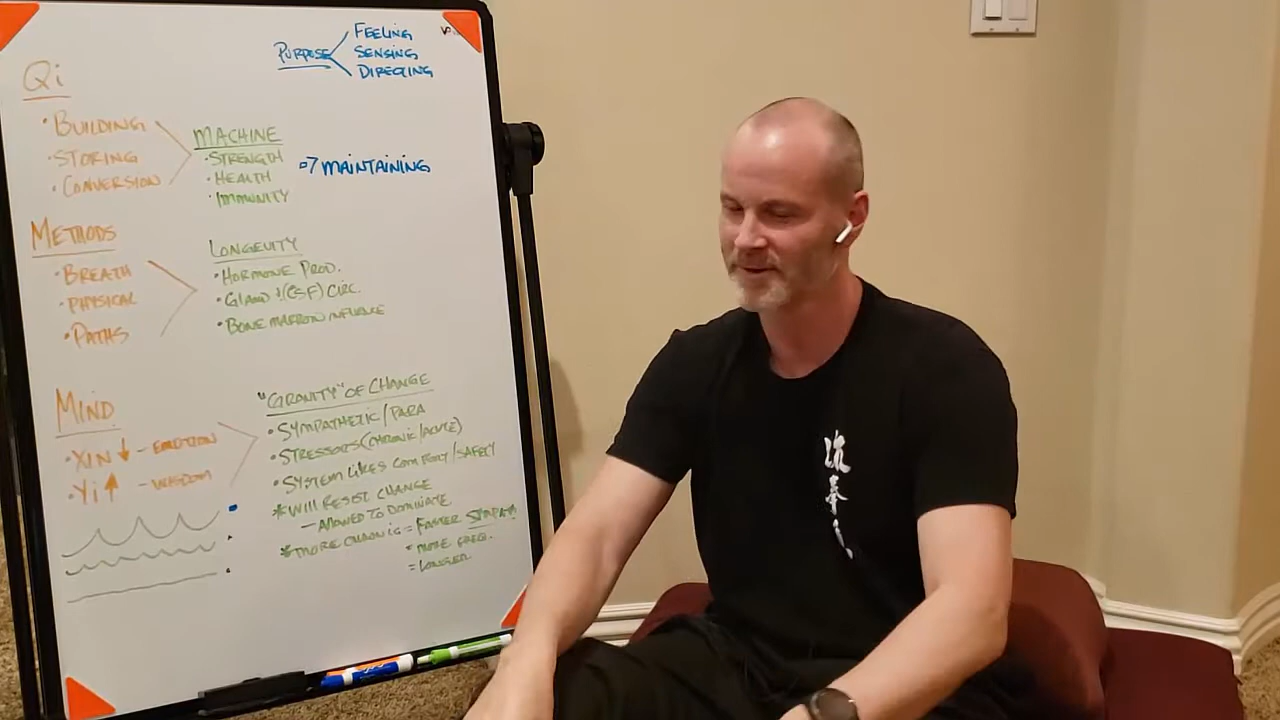 PURPOSE
FEELING
SENSING
DIRECTING
Qi
• BUILDING
• STORING
• CONVERSION
MACHINE
• STRENGTH
• HEALTH
• IMMUNITY
MAINTAINING
METHODS
• BREATH
• PHYSICAL
• PATHS
LONGEVITY
• HORMONE PROD.
• GLAND + (CSF) CIRC.
• BONE MARROW INFLUENCE
MIND
• XIN ↓ - EMOTION
• Yi ↑ - WISDOM
"GRAVITY" OF CHANGE
• SYMPATHETIC/PARA
• STRESSORS (CHRONIC/ACUTE)
• SYSTEM LIKES COMFORT/SAFETY
* WILL RESIST CHANGE
- ALLOWED TO DOMINATE
* MORE CHRONIC = FASTER SYMPATH
= MORE FREQ.
= LONGER